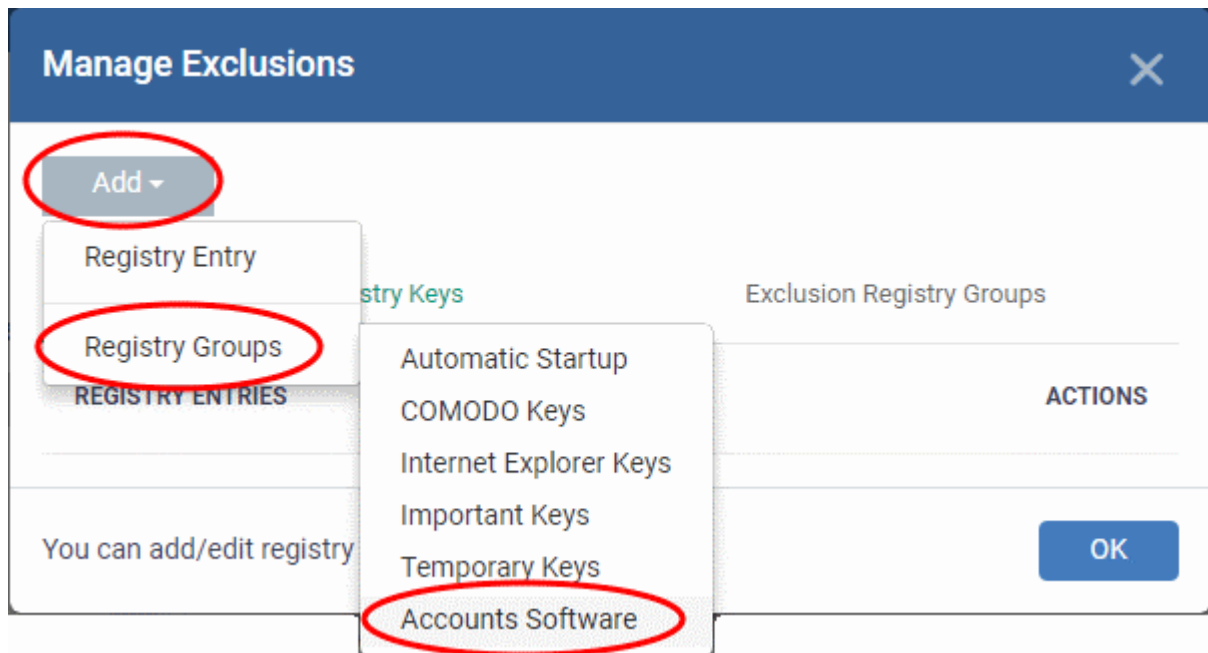 Manage Exclusions
Add
Registry Entry
stry Keys
Exclusion Registry Groups
Registry Groups
Automatic Startup
REGISTRY ENTRIES
ACTIONS
COMODO Keys
Internet Explorer Keys
Important Keys
You can add/edit registry
OK
Temporary Keys
Accounts Software